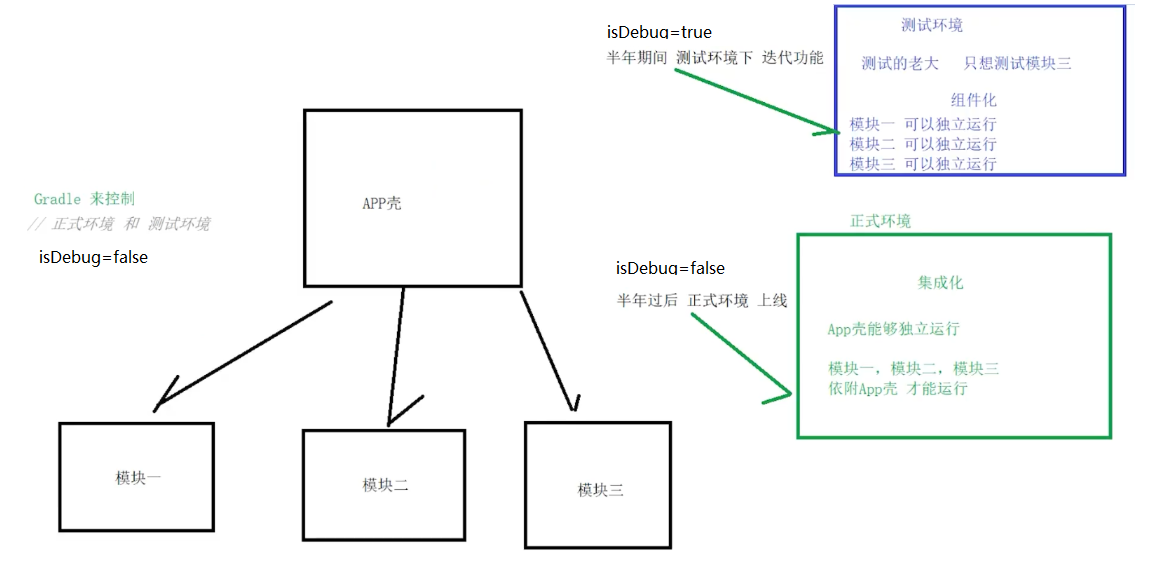 isDebug=true
半年期间 测试环境下 迭代功能
测试环境
测试的老大 只想测试模块三
组件化
模块一 可以独立运行
模块二 可以独立运行
模块三 可以独立运行
Gradle 来控制
// 正式环境 和 测试环境
isDebug=false
APP壳
模块一
模块二
模块三
isDebug=false
半年过后 正式环境 上线
正式环境
集成化
App壳能够独立运行
模块一, 模块二, 模块三
依附App壳 才能运行